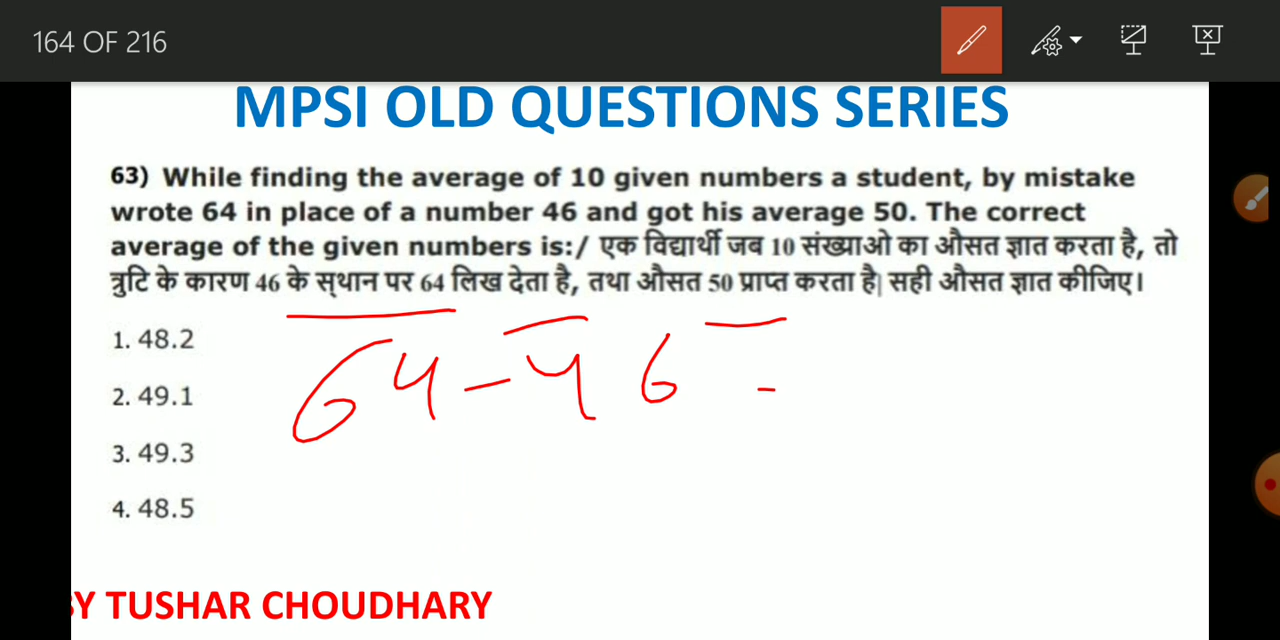 164 OF 216
MPSI OLD QUESTIONS SERIES
63) While finding the average of 10 given numbers a student, by mistake
wrote 64 in place of a number 46 and got his average 50. The correct
average of the given numbers is:/ एक विद्यार्थी जब 10 संख्याओ का औसत ज्ञात करता है, तो
त्रुटि के कारण 46 के स्थान पर 64 लिख देता है, तथा औसत 50 प्राप्त करता है| सही औसत ज्ञात कीजिए।
64 - 46 -
1. 48.2
2. 49.1
3. 49.3
4. 48.5
BY TUSHAR CHOUDHARY